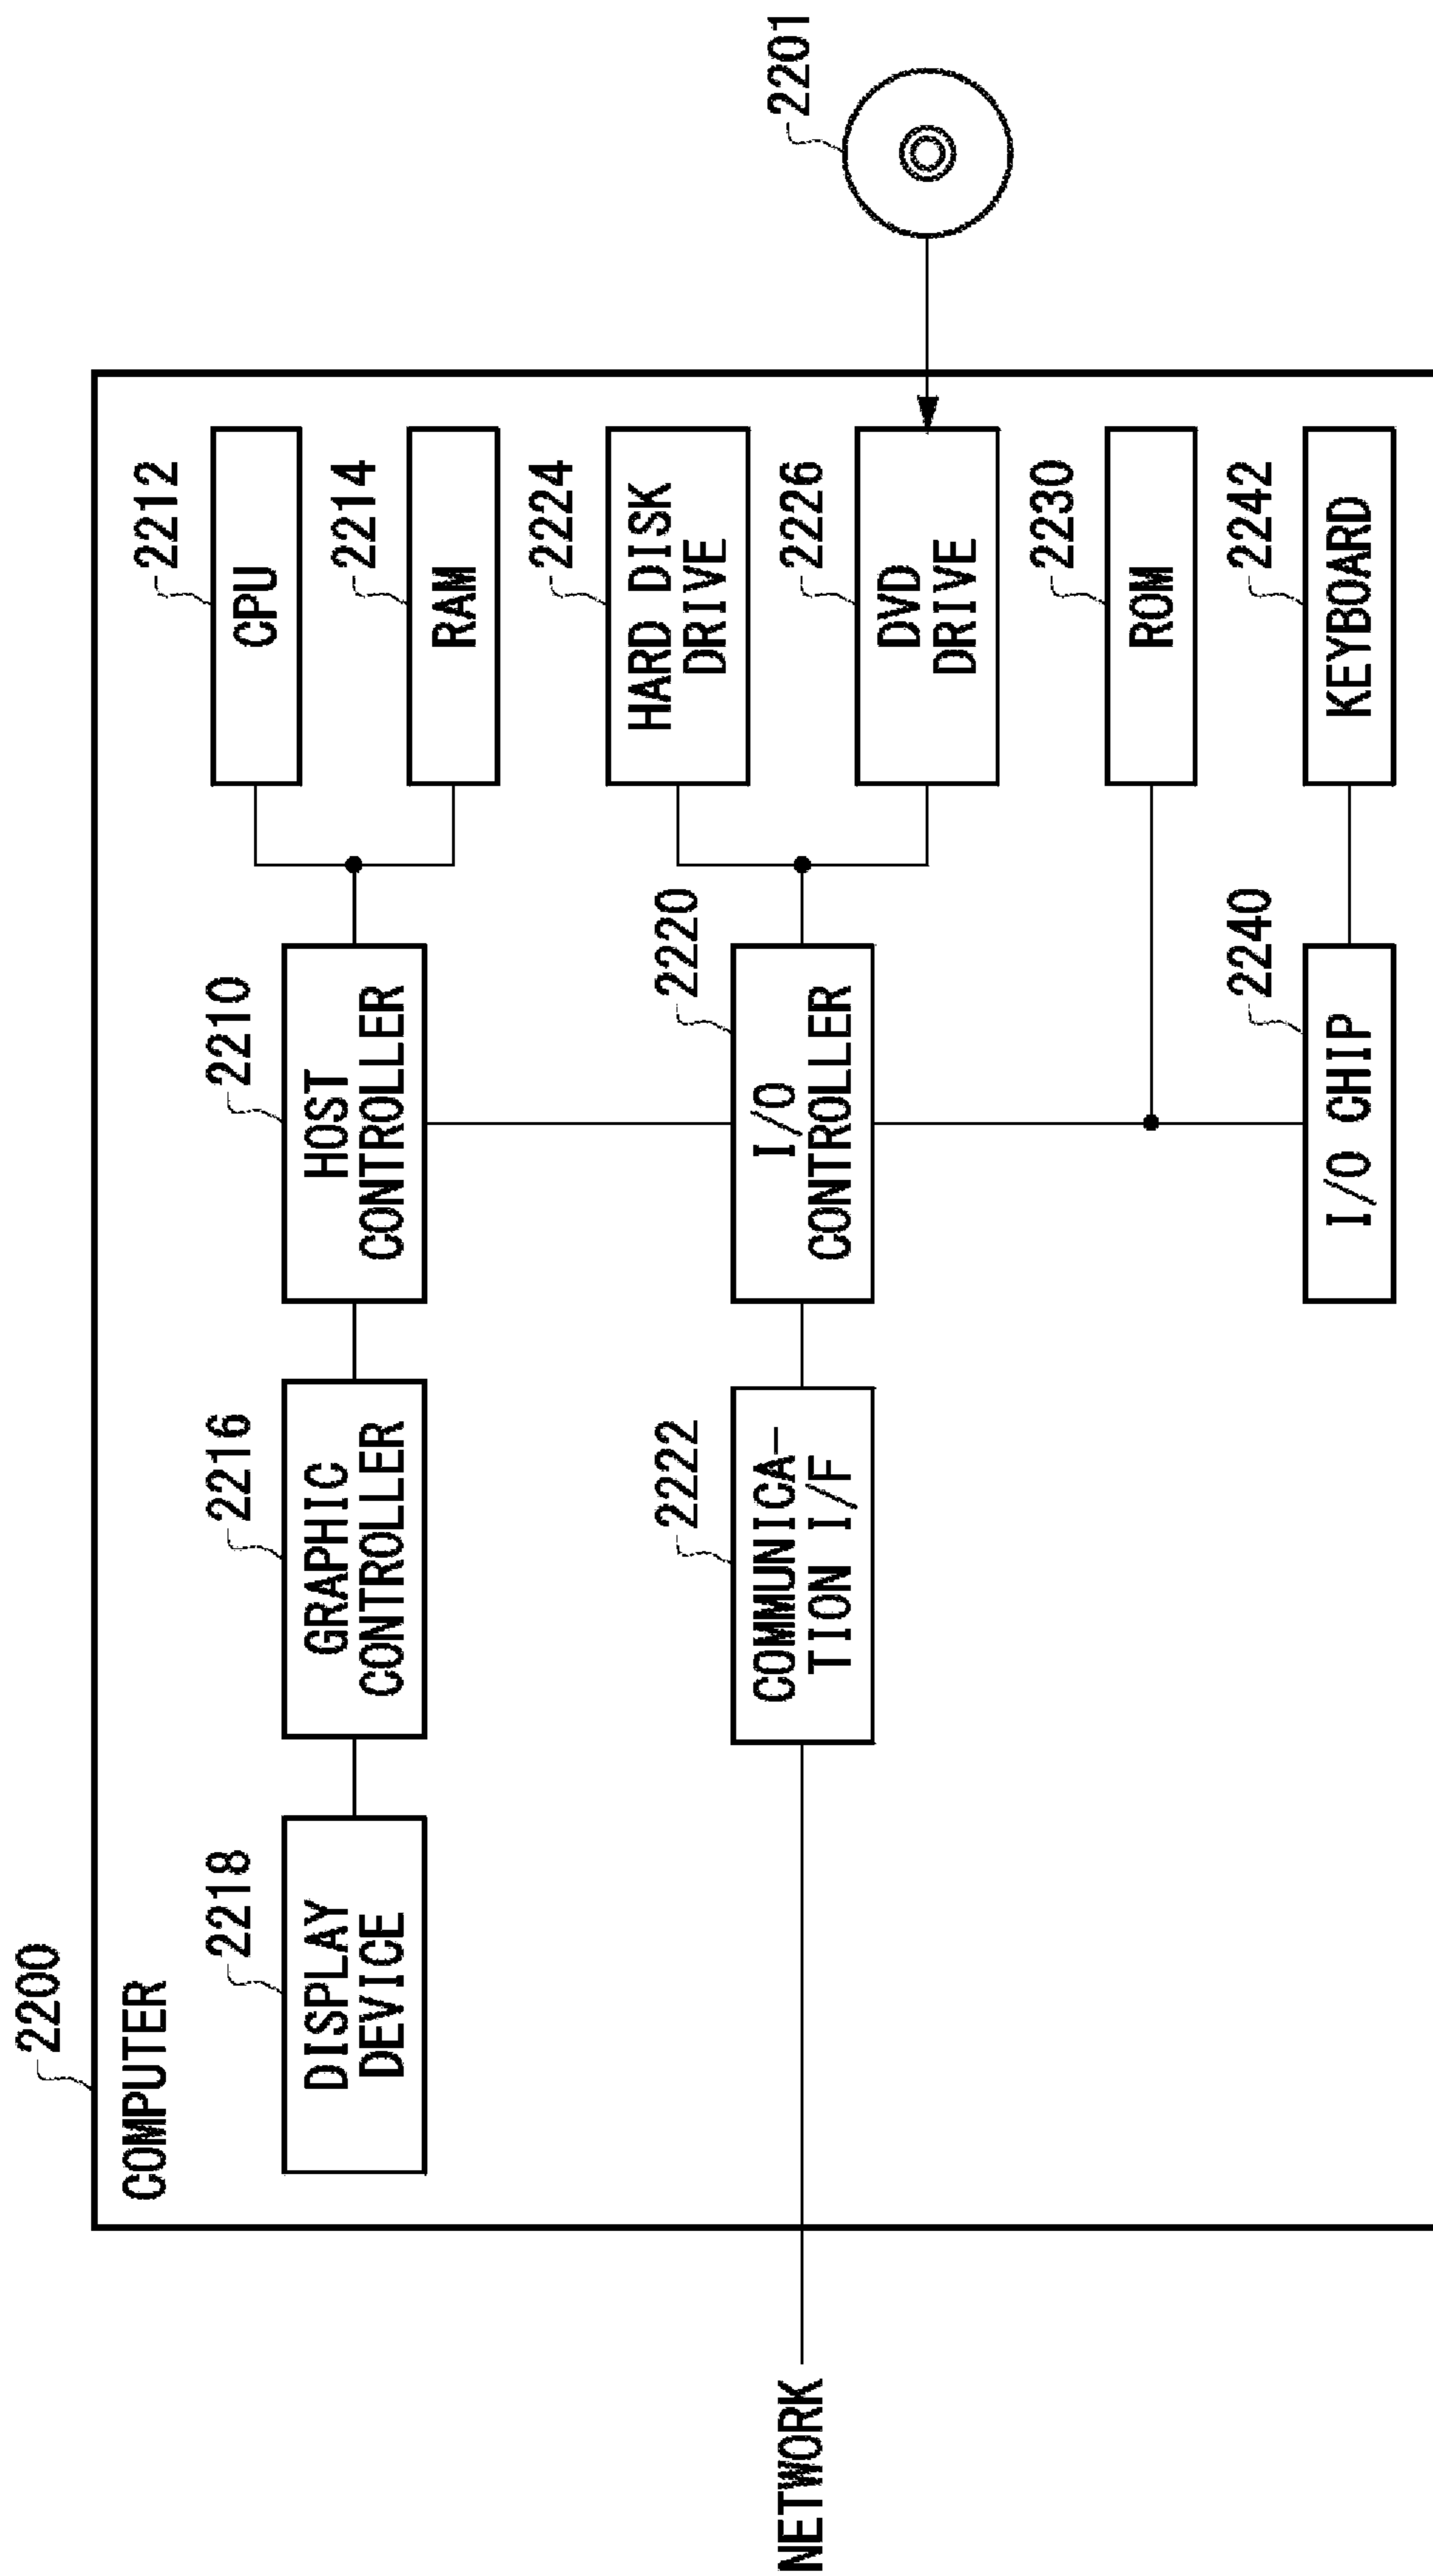 2200
COMPUTER
2212
CPU
2218
DISPLAY
DEVICE
2216
GRAPHIC
CONTROLLER
2210
HOST
CONTROLLER
2214
RAM
2224
HARD DISK
DRIVE
NETWORK
2222
COMMUNICA-
TION I/F
2220
I/O
CONTROLLER
2226
DVD
DRIVE
2201
2230
ROM
2240
I/O CHIP
2242
KEYBOARD